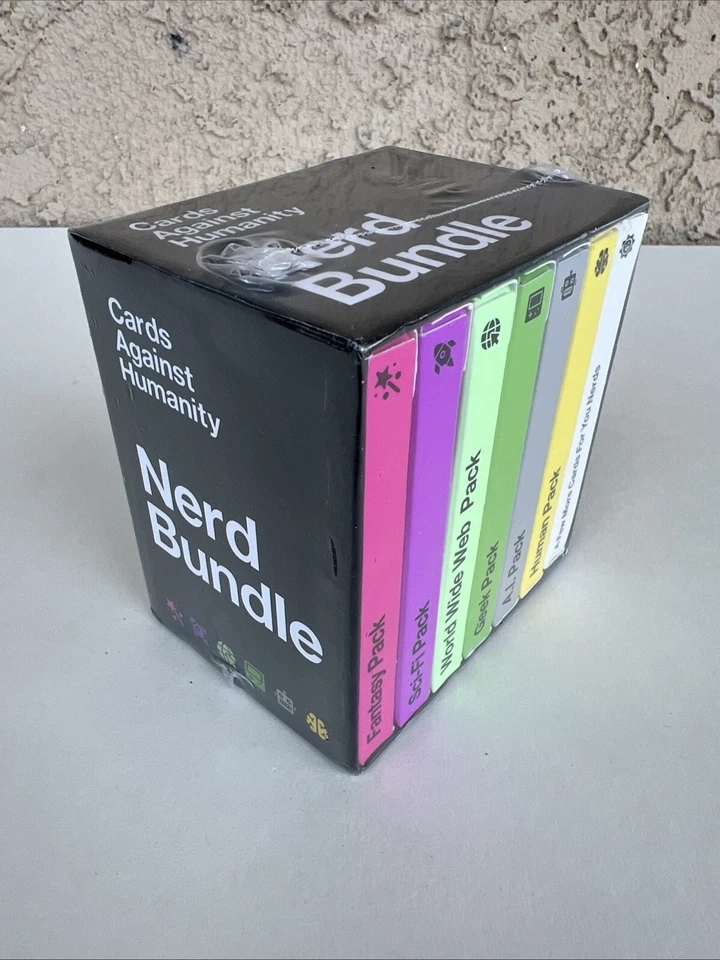 Cards
Against
Humanity
Nerd
Bundle
Cards
Against
Humanity
Nerd
Bundle
Fantasy Pack
Sci-Fi Pack
World Wide Web Pack
Geek Pack
A.I. Pack
Human Pack
A Few More Cards For You Nerds